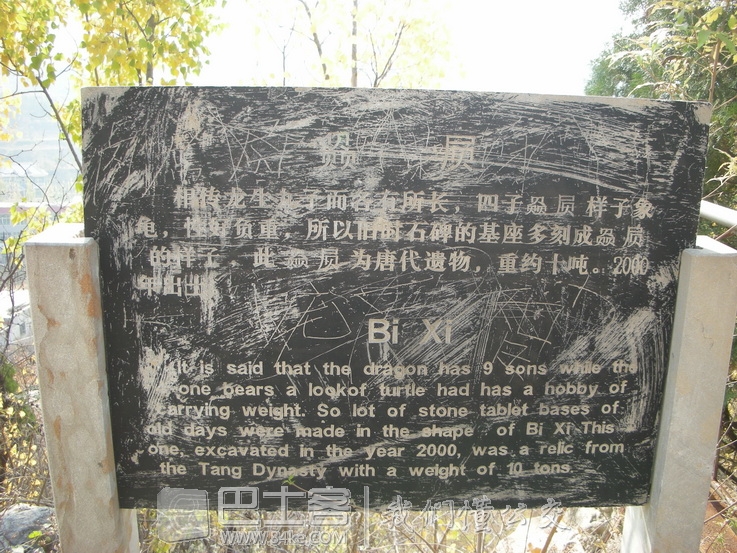 相传龙生九子而各有所长，四子赑屃样子象
龟，性好负重，所以旧时石碑的基座多刻成赑屃
的样子 此赑屃为唐代遗物，重约十吨。2000
年出土
Bi Xi
It is said that the dragon has 9 sons while the
one bears a lookof turtle had has a hobby of
carrying weight. So lot of stone tablet bases of
old days were made in the shape of Bi Xi This
one, excavated in the year 2000, was a relic from
the Tang Dynasty with a weight of 10 tons.
巴士客 我们懂公交
www.84ke.com